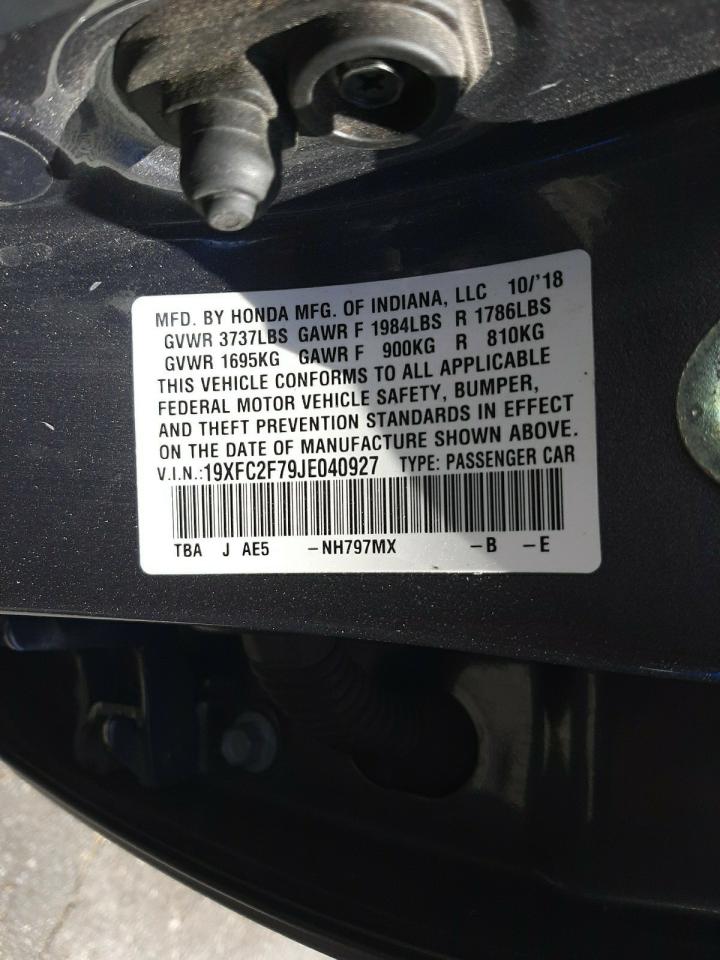 MFD. BY HONDA MFG. OF INDIANA, LLC 10/'18
GVWR 3737LBS GAWR F 1984LBS R 1786LBS
GVWR 1695KG GAWR F 900KG R 810KG
THIS VEHICLE CONFORMS TO ALL APPLICABLE
FEDERAL MOTOR VEHICLE SAFETY, BUMPER,
AND THEFT PREVENTION STANDARDS IN EFFECT
ON THE DATE OF MANUFACTURE SHOWN ABOVE.
V.I.N.:19XFC2F79JE040927 TYPE: PASSENGER CAR
TBA J AE5 -NH797MX -B -E